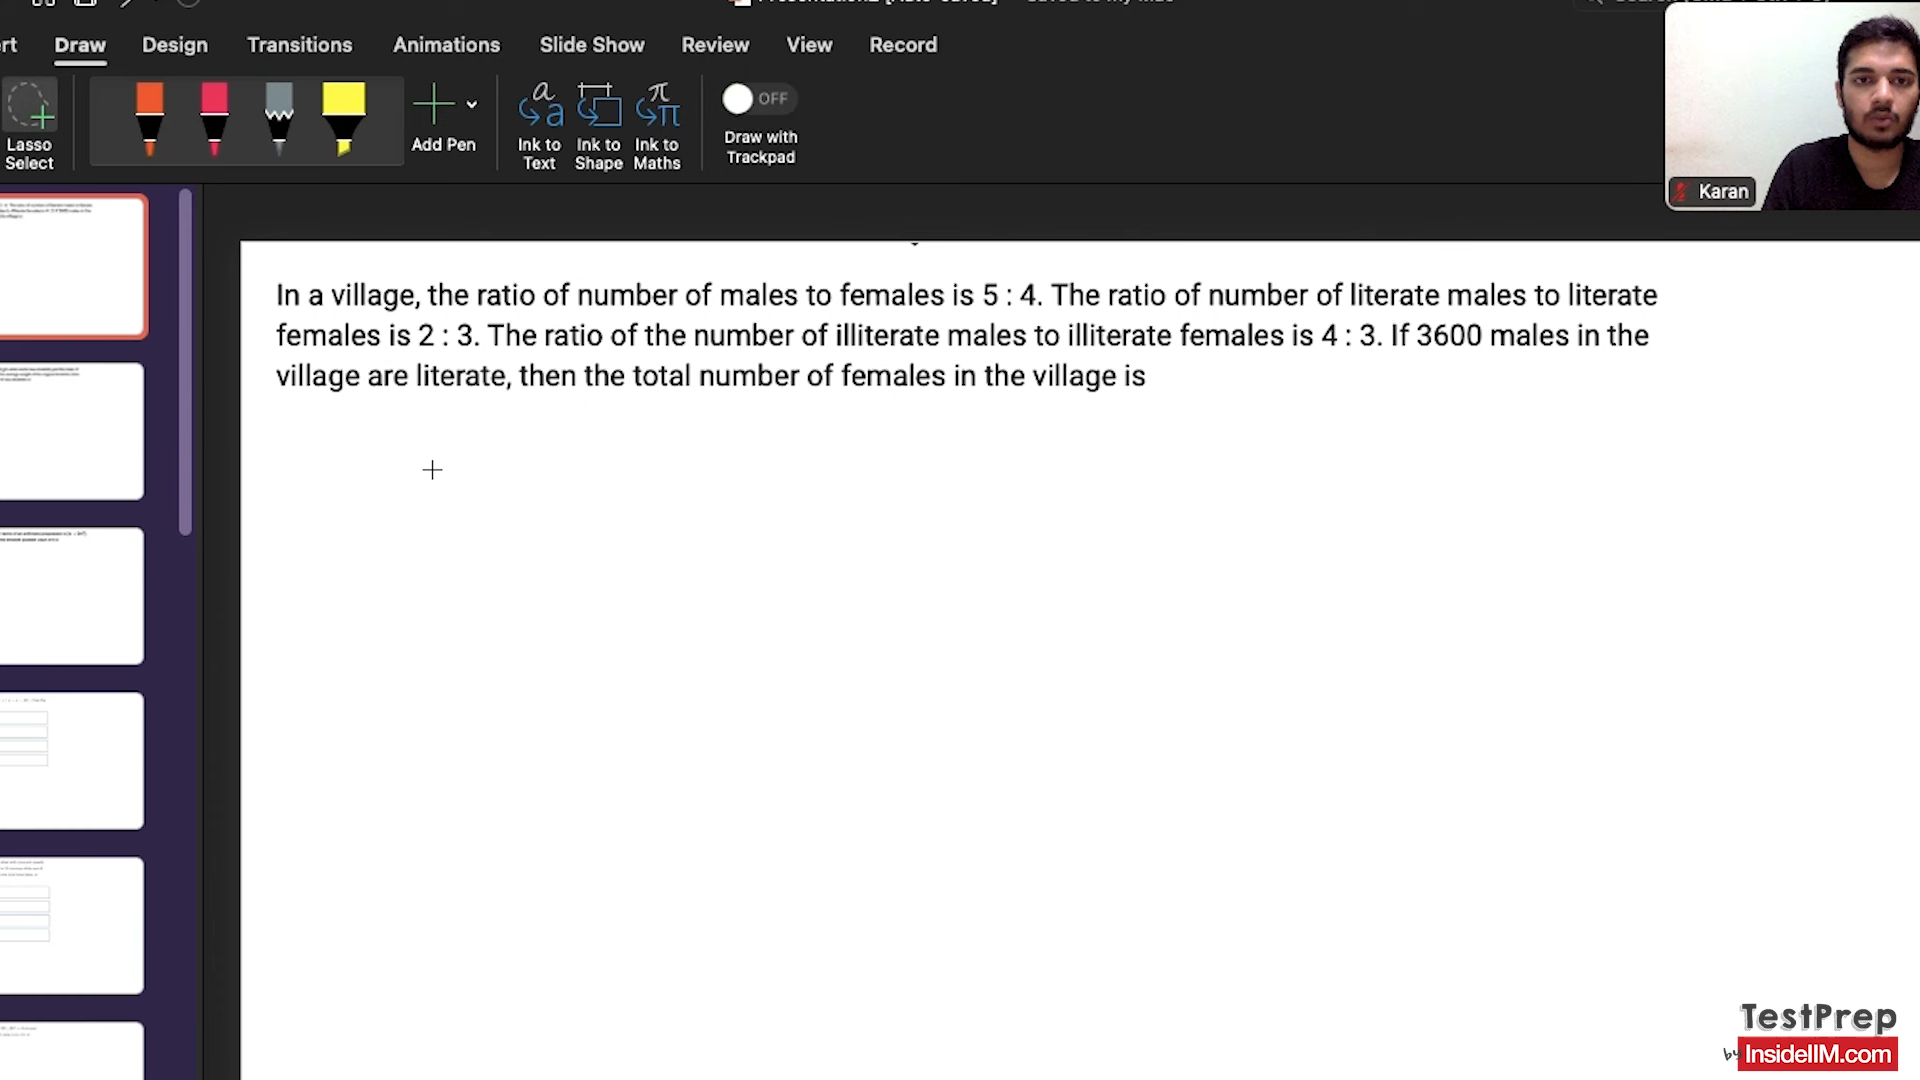 Draw Design Transitions Animations Slide Show Review View Record
Lasso Select
Add Pen
Ink to Text
Ink to Shape
Ink to Maths
OFF
Draw with Trackpad
Karan
In a village, the ratio of number of males to females is 5 : 4. The ratio of number of literate males to literate
females is 2 : 3. The ratio of the number of illiterate males to illiterate females is 4 : 3. If 3600 males in the
village are literate, then the total number of females in the village is
TestPrep
by InsideIIM.com